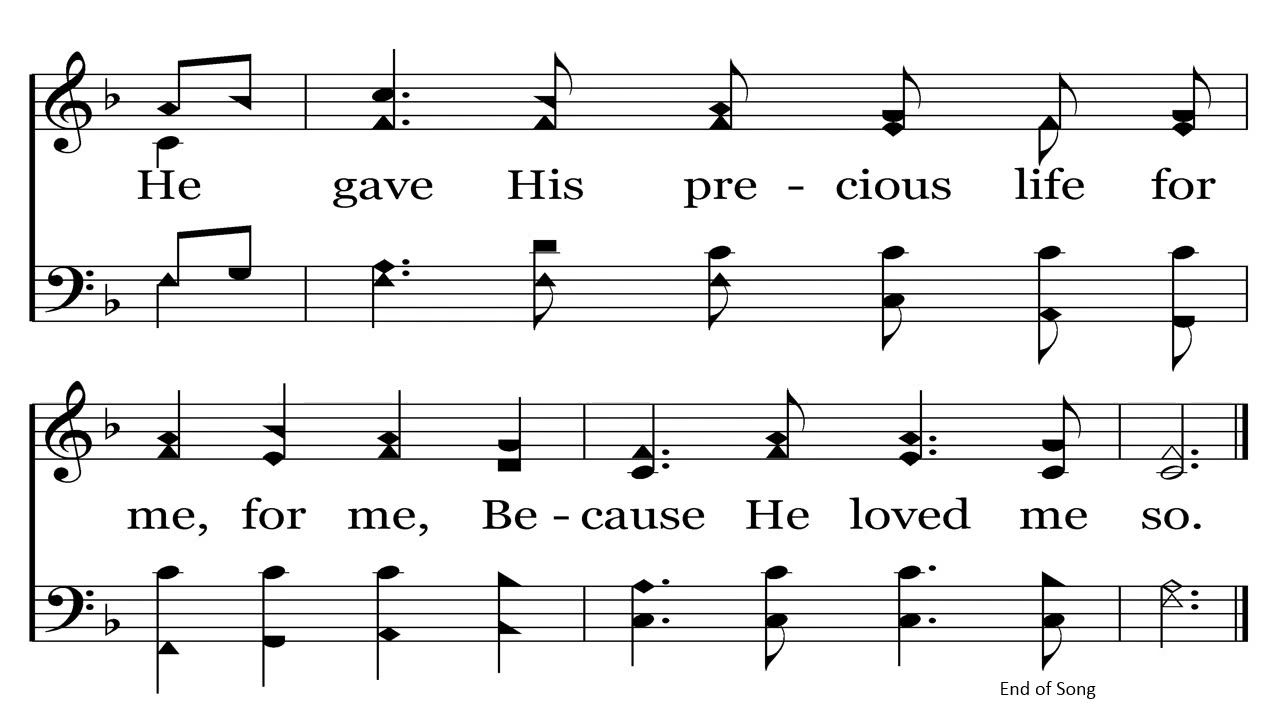 He gave His pre - cious life for
me, for me, Be - cause He loved me so.
End of Song